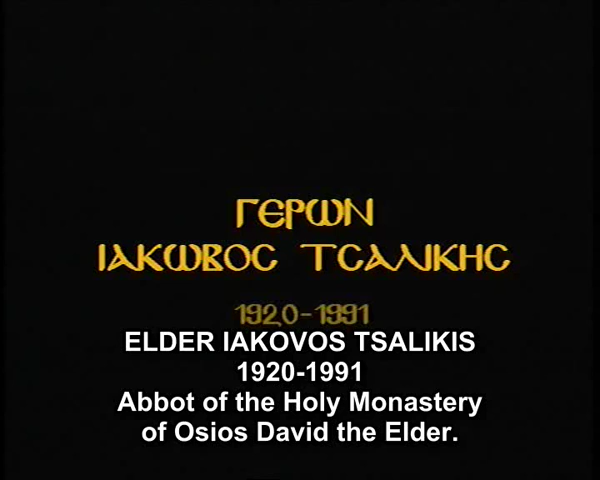 ΓΕΡΩΝ
ΙΑΚΩΒΟΣ ΤΣΑΛΙΚΗΣ
1920-1991
ELDER IAKOVOS TSALIKIS
1920-1991
Abbot of the Holy Monastery
of Osios David the Elder.